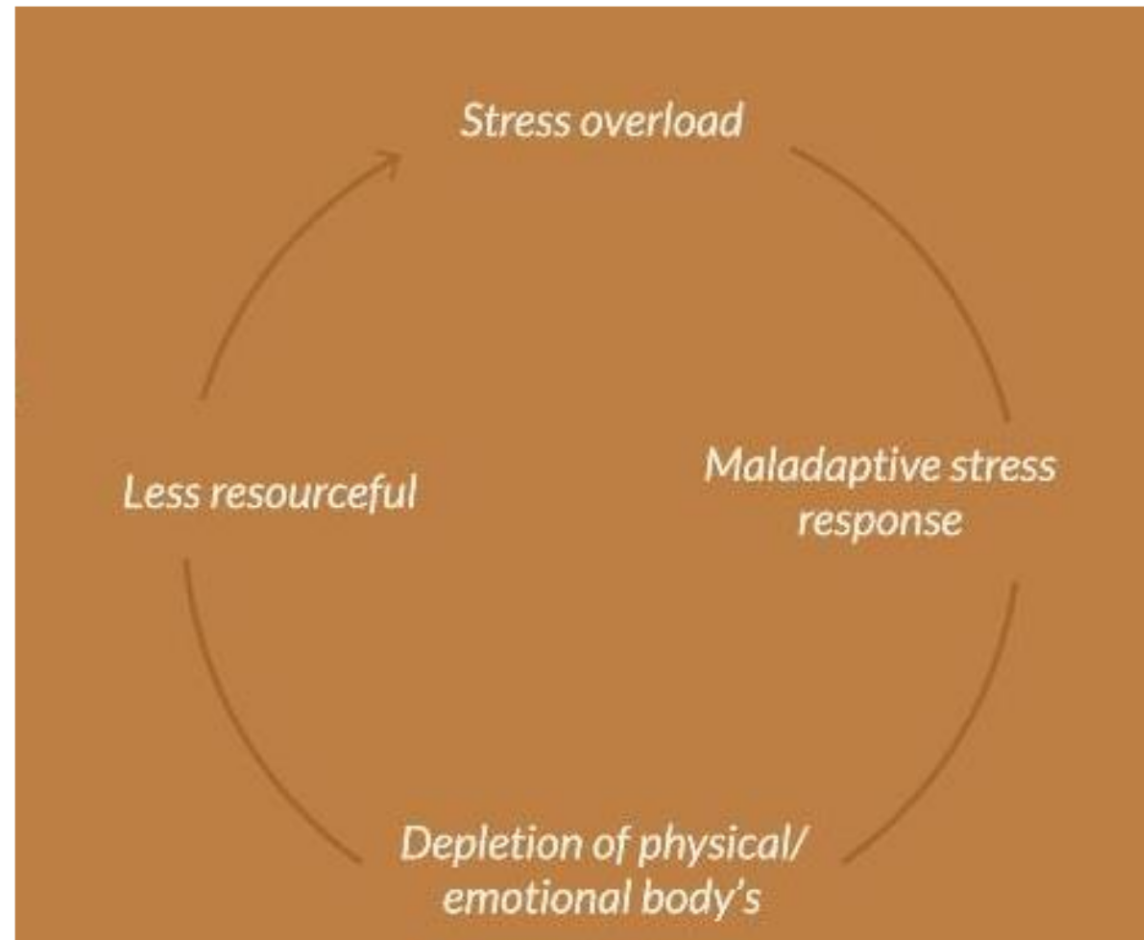 Stress overload
Maladaptive stress
response
Less resourceful
Depletion of physical/
emotional body's